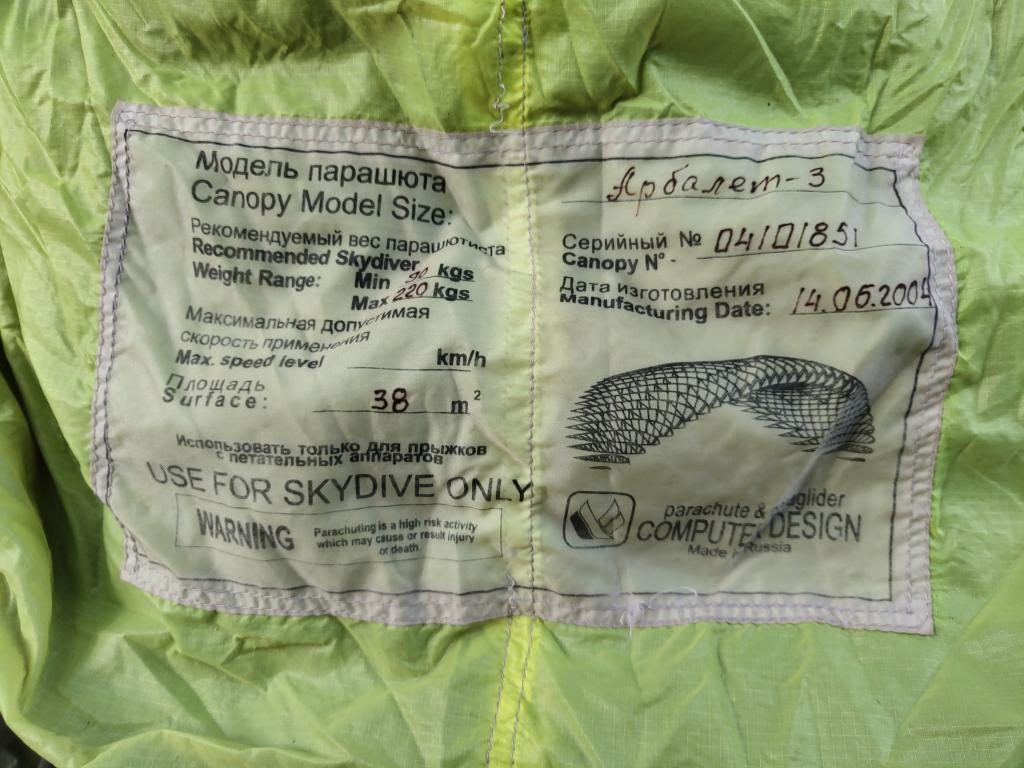 Модель парашюта
Canopy Model Size:
Арбалет-3
Рекомендуемый вес парашютиста
Recommended Skydiver
Weight Range: Min 90 kgs
Max 220 kgs
Максимальная допустимая
скорость применения
Max. speed level km/h
Площадь
Surface: 38 m²
Использовать только для прыжков
с летательных аппаратов
USE FOR SKYDIVE ONLY
WARNING
Parachuting is a high risk activity
which may cause or result injury
or death.
Серийный №
Canopy N° - 04101851
Дата изготовления
Manufacturing Date: 14.06.2004
parachute &
COMPUTER DESIGN
Made in Russia